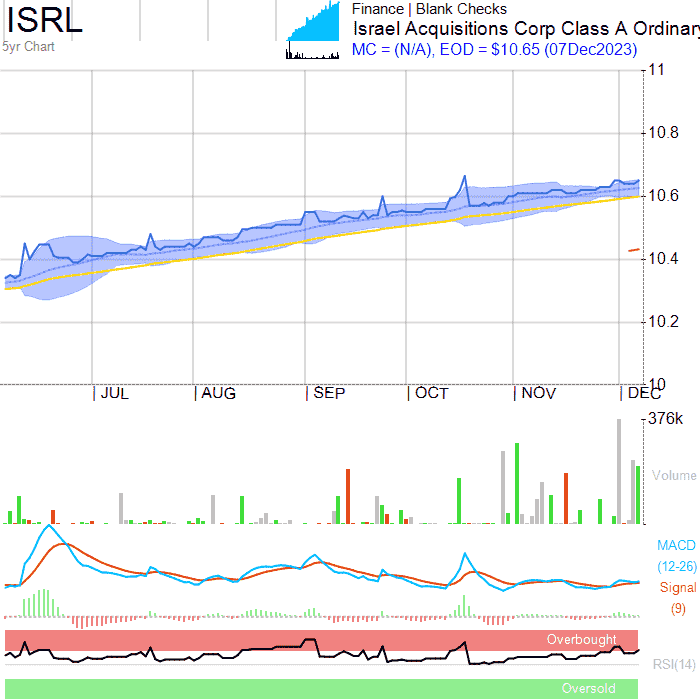 ISRL
5yr Chart
Finance | Blank Checks
Israel Acquisitions Corp Class A Ordinary
MC = (N/A), EOD = $10.65 (07Dec2023)
11
10.8
10.6
10.4
10.2
10
JUL
AUG
SEP
OCT
NOV
DEC
376k
Volume
MACD
(12-26)
Signal
(9)
Overbought
RSI(14)
Oversold